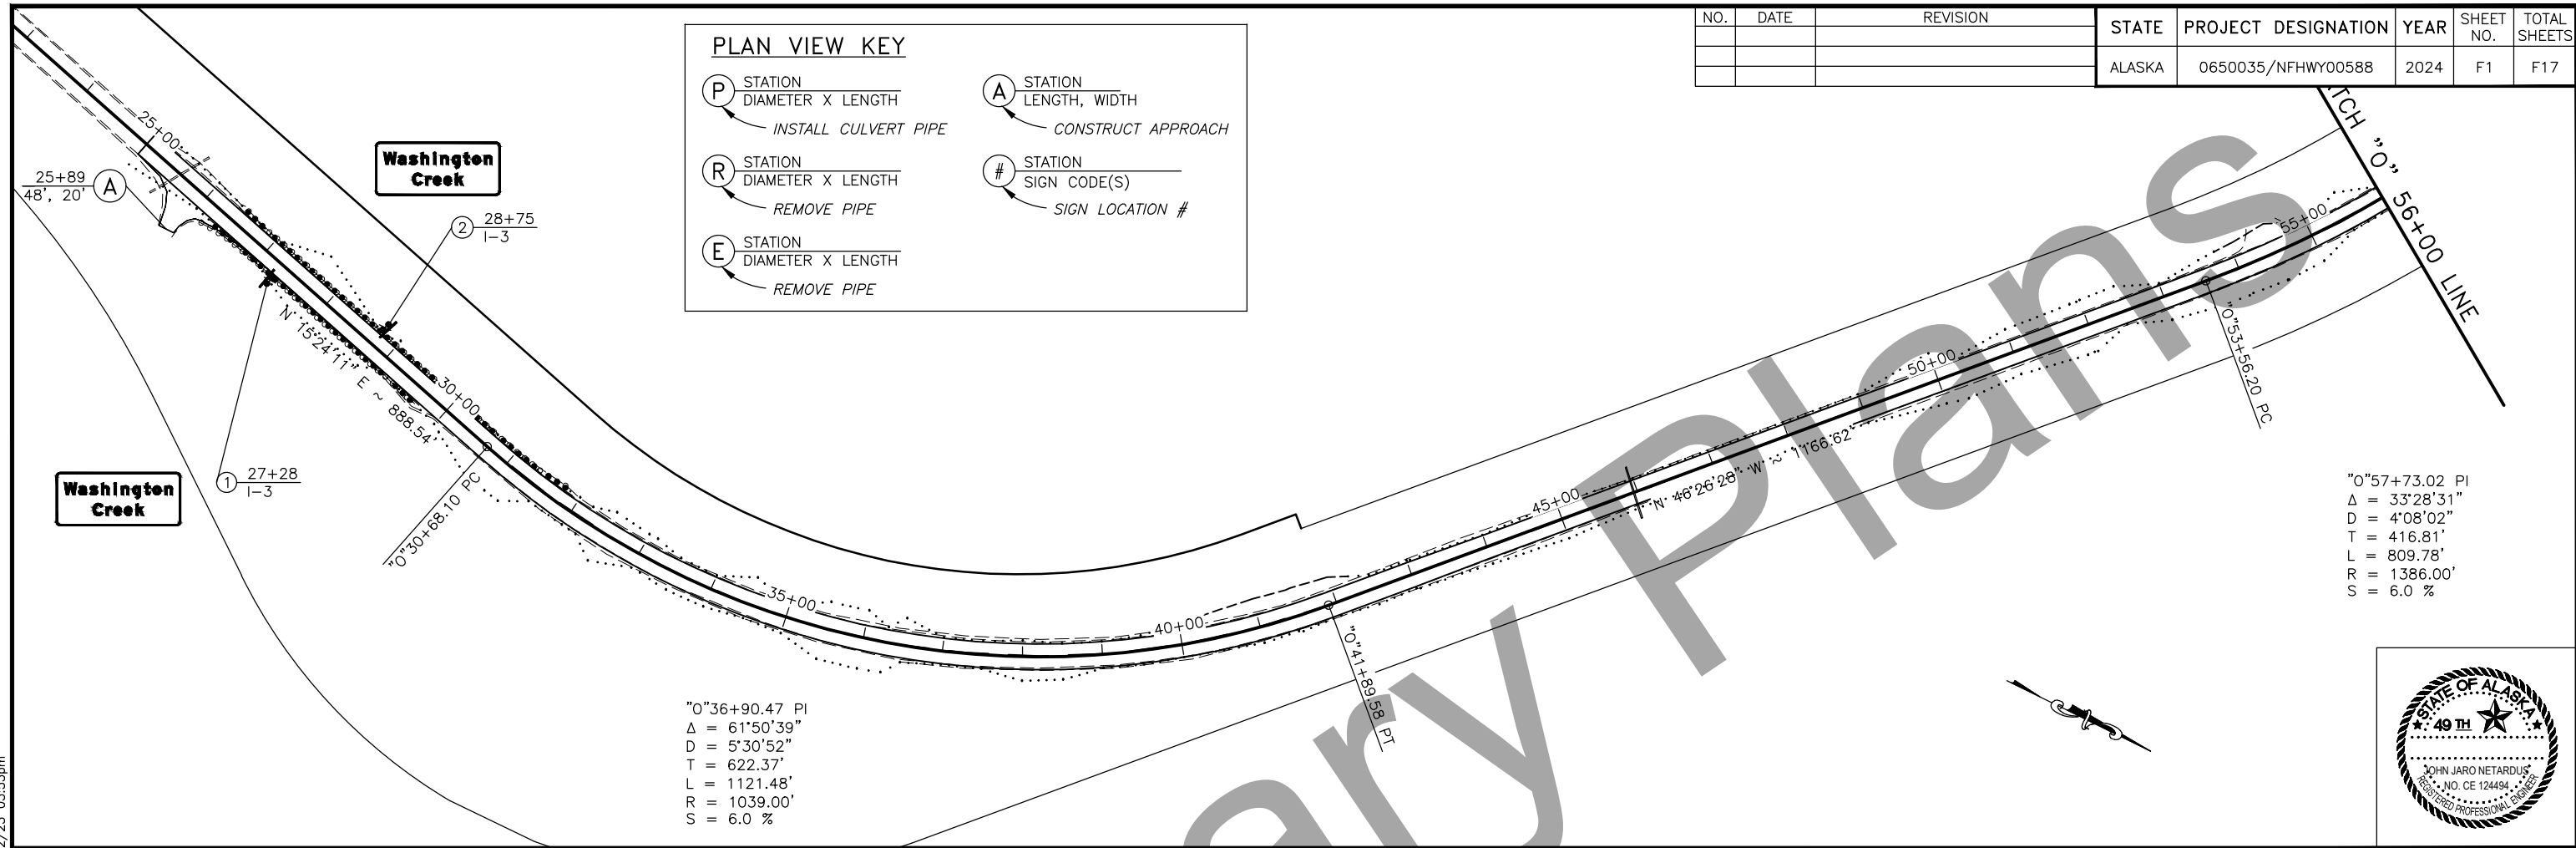 PLAN VIEW KEY
P STATION
DIAMETER X LENGTH
INSTALL CULVERT PIPE
R STATION
DIAMETER X LENGTH
REMOVE PIPE
E STATION
DIAMETER X LENGTH
REMOVE PIPE
A STATION
LENGTH, WIDTH
CONSTRUCT APPROACH
# STATION
SIGN CODE(S)
SIGN LOCATION #
NO. DATE REVISION
STATE PROJECT DESIGNATION YEAR SHEET NO. TOTAL SHEETS
ALASKA 0650035/NFHWY00588 2024 F1 F17
25+00
25+89
48', 20'
A
Washington
Creek
2 28+75
I-3
N 15°24'11" E ~ 888.54'
30+00
1 27+28
I-3
Washington
Creek
"O"30+68.10 PC
35+00
40+00
"O"41+89.58 PT
45+00
N 46°26'28" W ~ 1166.62'
50+00
"O"53+56.20 PC
55+00
"O" 56+00 LINE
"O"36+90.47 PI
Δ = 61°50'39"
D = 5°30'52"
T = 622.37'
L = 1121.48'
R = 1039.00'
S = 6.0 %
"O"57+73.02 PI
Δ = 33°28'31"
D = 4°08'02"
T = 416.81'
L = 809.78'
R = 1386.00'
S = 6.0 %
Plans
STATE OF ALASKA
49 TH
JOHN JARO NETARDUS
NO. CE 124494
REGISTERED PROFESSIONAL ENGINEER